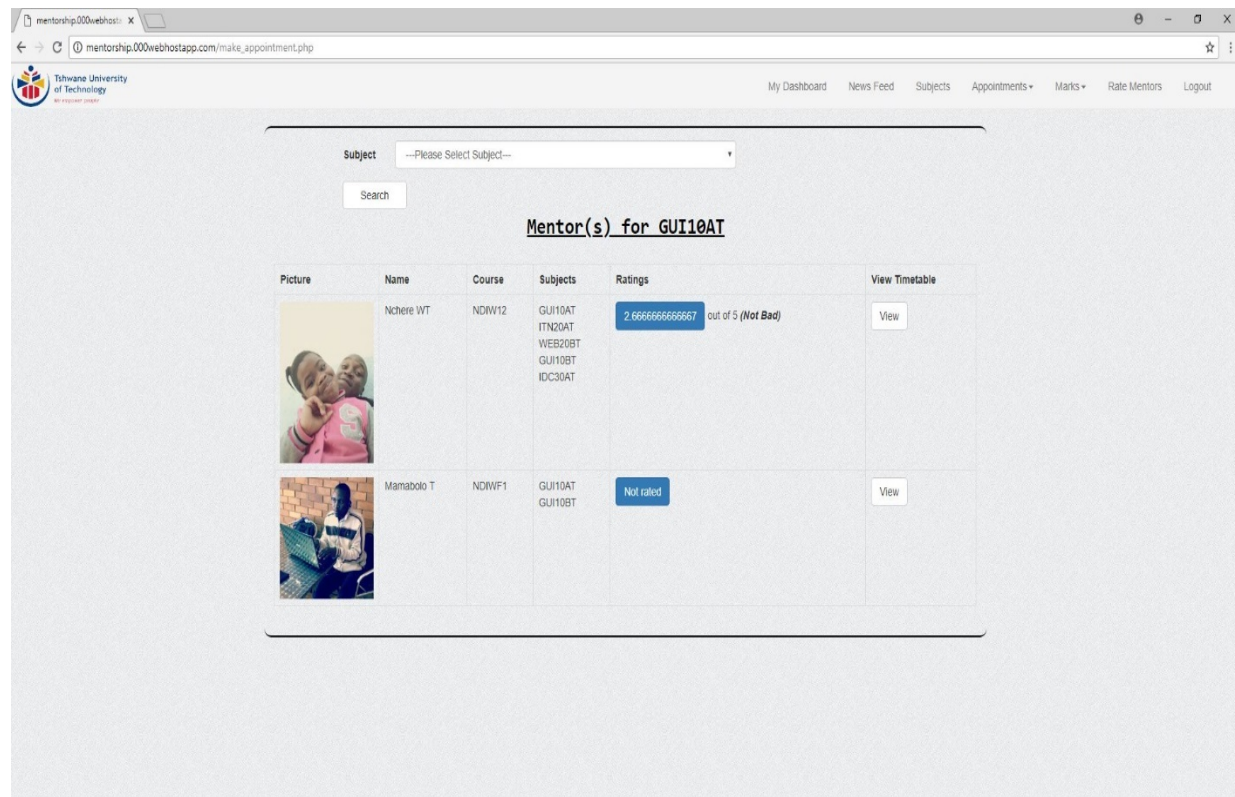 mentorship.000webhost
mentorship.000webhostapp.com/make_appointment.php
Tshwane University
of Technology
We empower people
My Dashboard News Feed Subjects Appointments Marks Rate Mentors Logout
Subject ---Please Select Subject---
Search
Mentor(s) for GUI10AT
Picture Name Course Subjects Ratings View Timetable
Nchere WT NDIW12 GUI10AT 2.6666666666667 out of 5 (Not Bad) View
ITN20AT
WEB20BT
GUI10BT
IDC30AT
Mamabolo T NDIWF1 GUI10AT Not rated View
GUI10BT